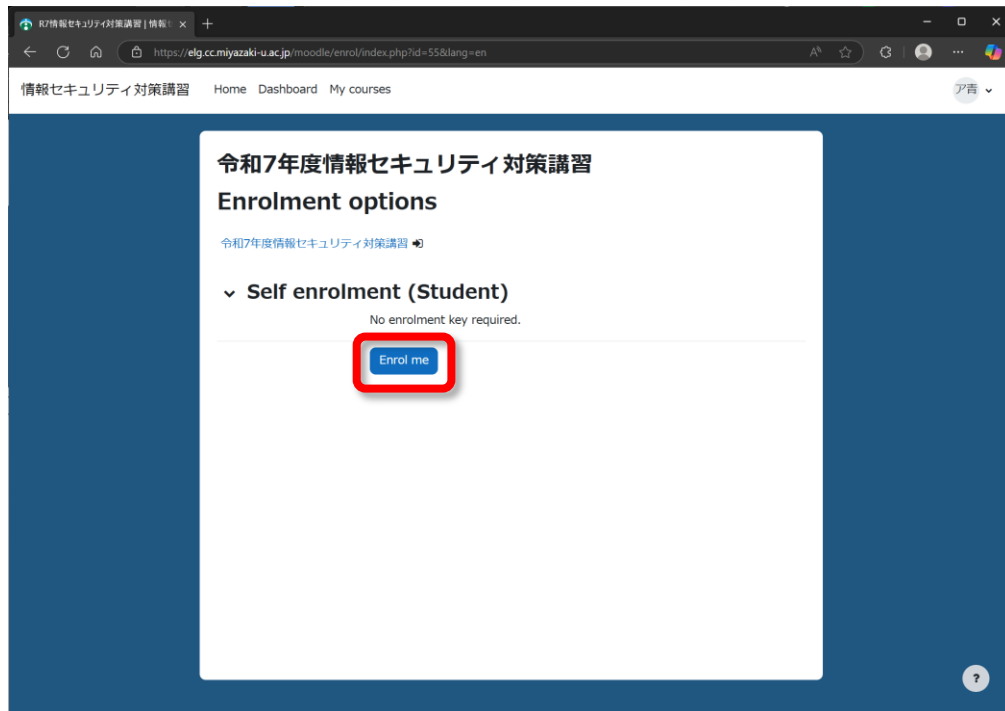 R7情報セキュリティ対策講習 | 情報
https://elg.cc.miyazaki-u.ac.jp/moodle/enrol/index.php?id=55&lang=en
情報セキュリティ対策講習 Home Dashboard My courses ア青
令和7年度情報セキュリティ対策講習
Enrolment options
令和7年度情報セキュリティ対策講習
Self enrolment (Student)
No enrolment key required.
Enrol me
?